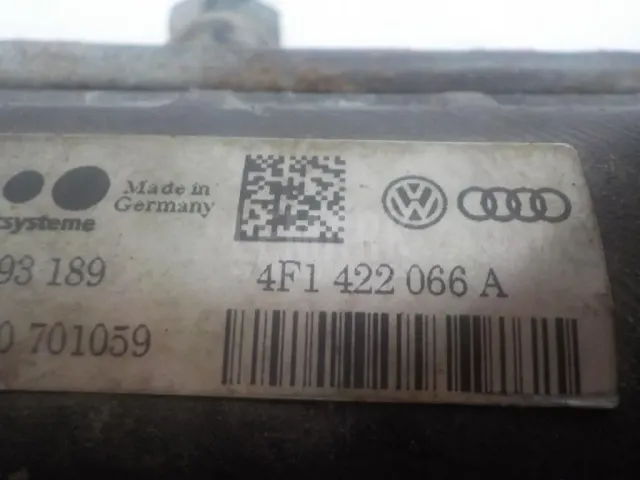 Made in
Germany
systeme
93 189
4F1 422 066 A
0 701059